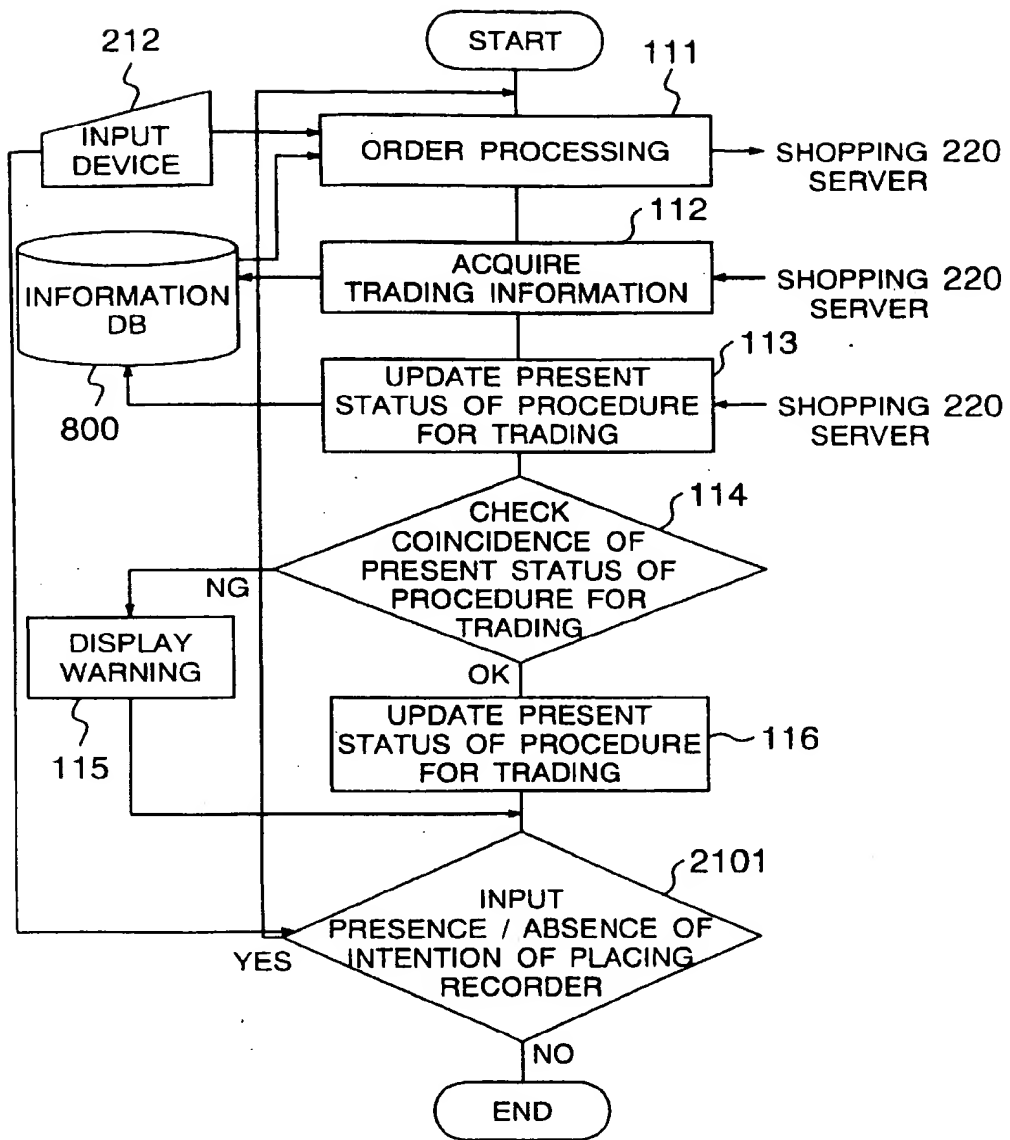 START
212
111
INPUT
DEVICE
ORDER PROCESSING
SHOPPING 220
SERVER
112
INFORMATION
DB
ACQUIRE
TRADING INFORMATION
SHOPPING 220
SERVER
113
800
UPDATE PRESENT
STATUS OF PROCEDURE
FOR TRADING
SHOPPING 220
SERVER
114
CHECK
COINCIDENCE OF
PRESENT STATUS OF
PROCEDURE FOR
TRADING
NG
DISPLAY
WARNING
115
OK
UPDATE PRESENT
STATUS OF PROCEDURE
FOR TRADING
116
2101
INPUT
PRESENCE / ABSENCE OF
INTENTION OF PLACING
RECORDER
YES
NO
END